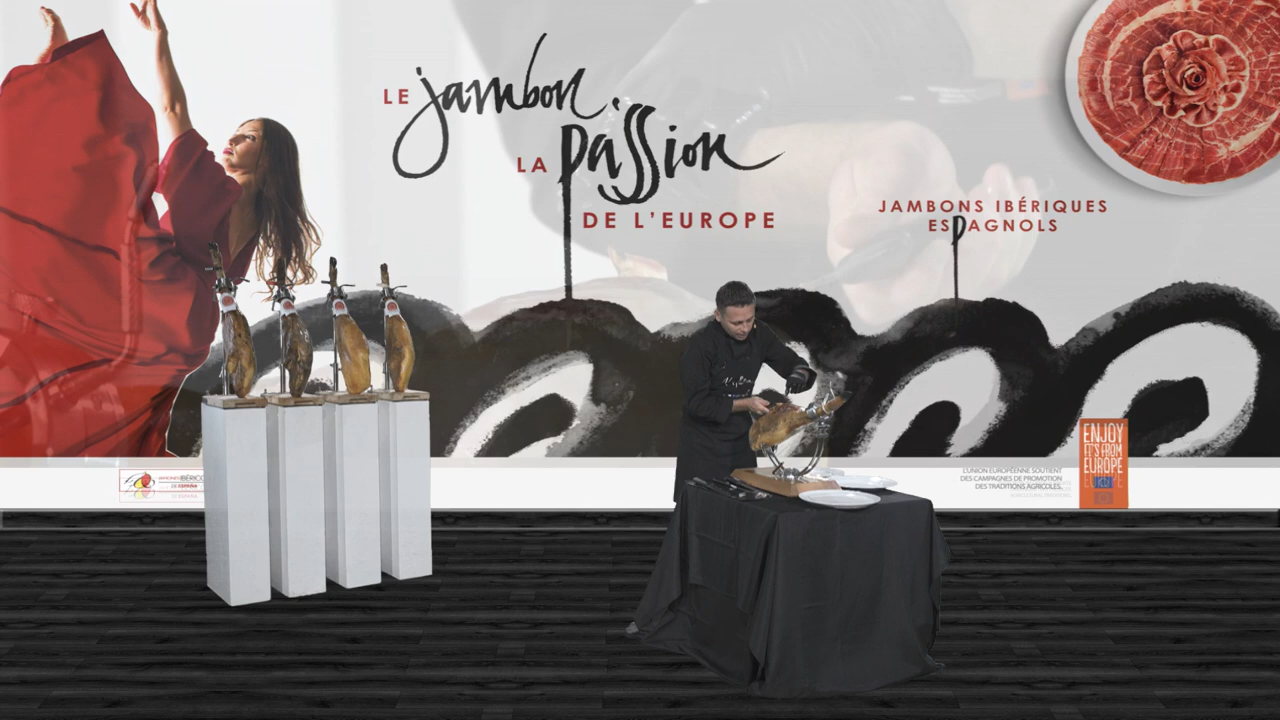 LE jambon
LA passion
DE L'EUROPE
JAMBONS IBÉRIQUES
ESPAGNOLS
L'UNION EUROPÉENNE SOUTIENT
DES CAMPAGNES DE PROMOTION
DES TRADITIONS AGRICOLES.
ENJOY
IT'S FROM
EUROPE